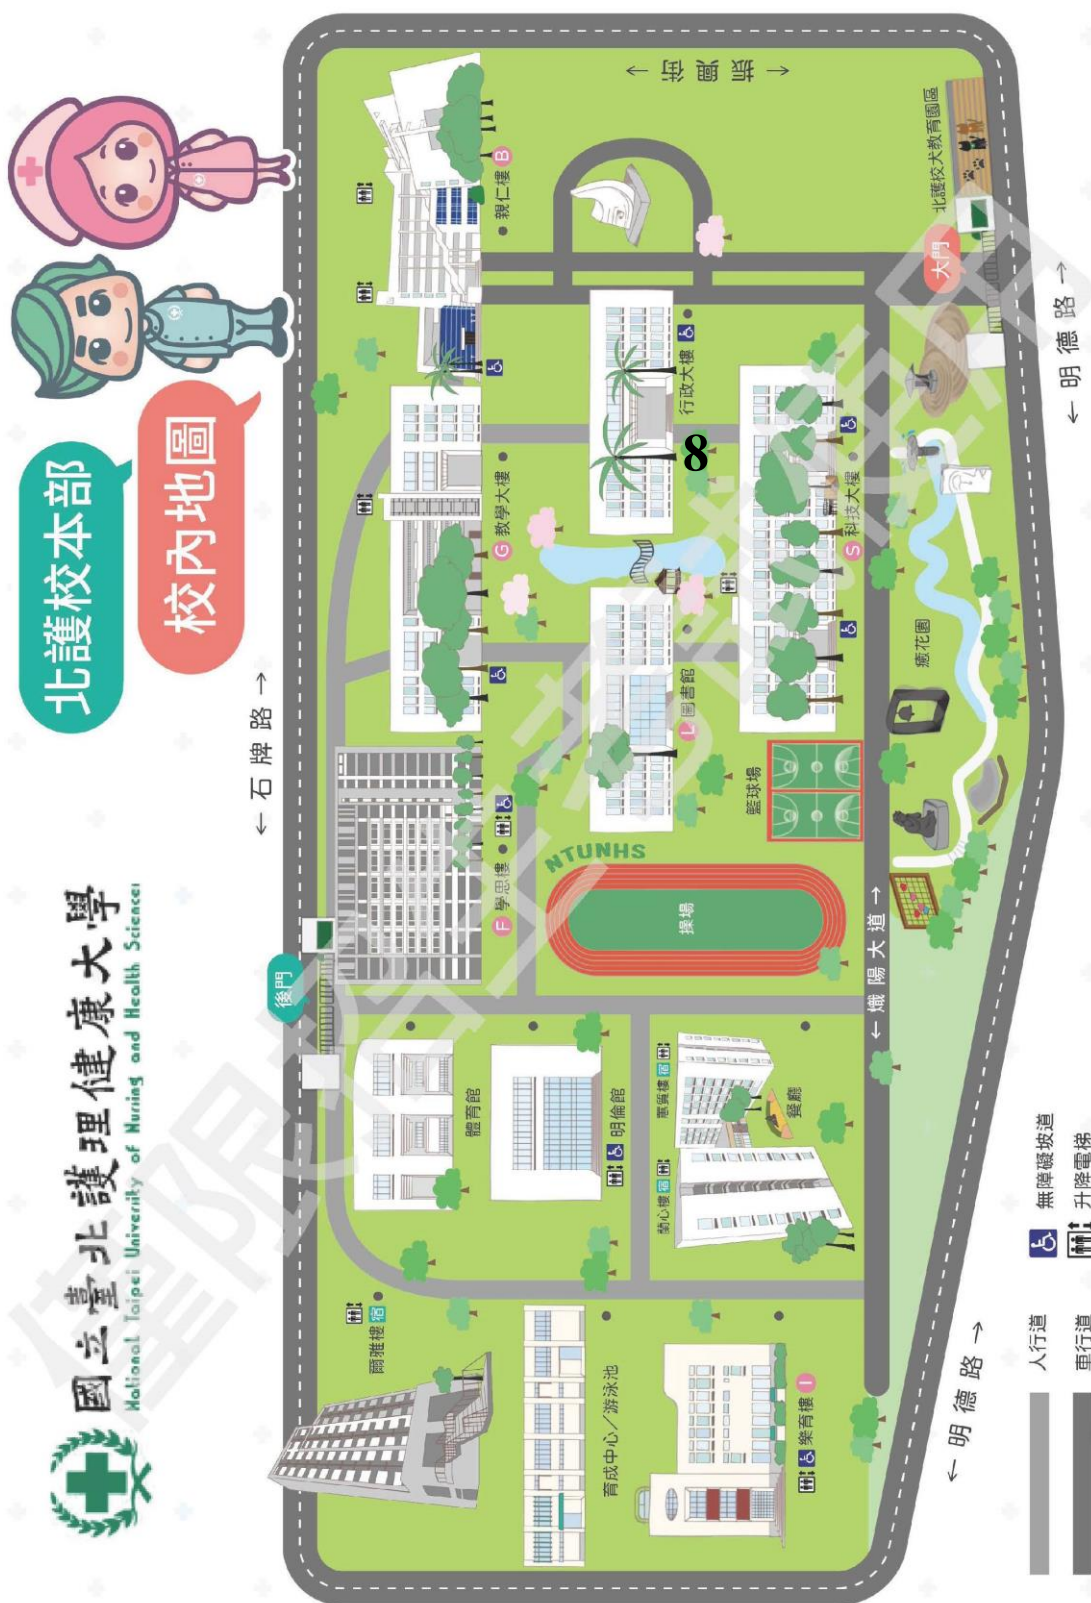 國立臺北護理健康大學
National Taipei University of Nursing and Health Sciences
北護校本部
校內地圖
← 石牌路 →
後門
爾雅樓 宿
體育館
F 學思樓
G 教學大樓
親仁樓 B
← 振興街 →
明倫館
NTUNHS
操場
育成中心/游泳池
蘭心樓 宿
惠質樓 宿
L 圖書館
行政大樓
8
餐廳
籃球場
S 科技大樓
樂育樓 I
← 熾陽大道 →
癒花園
大門
北護校犬教育園區
← 明德路 →
← 明德路 →
人行道
車行道
無障礙坡道
升降電梯